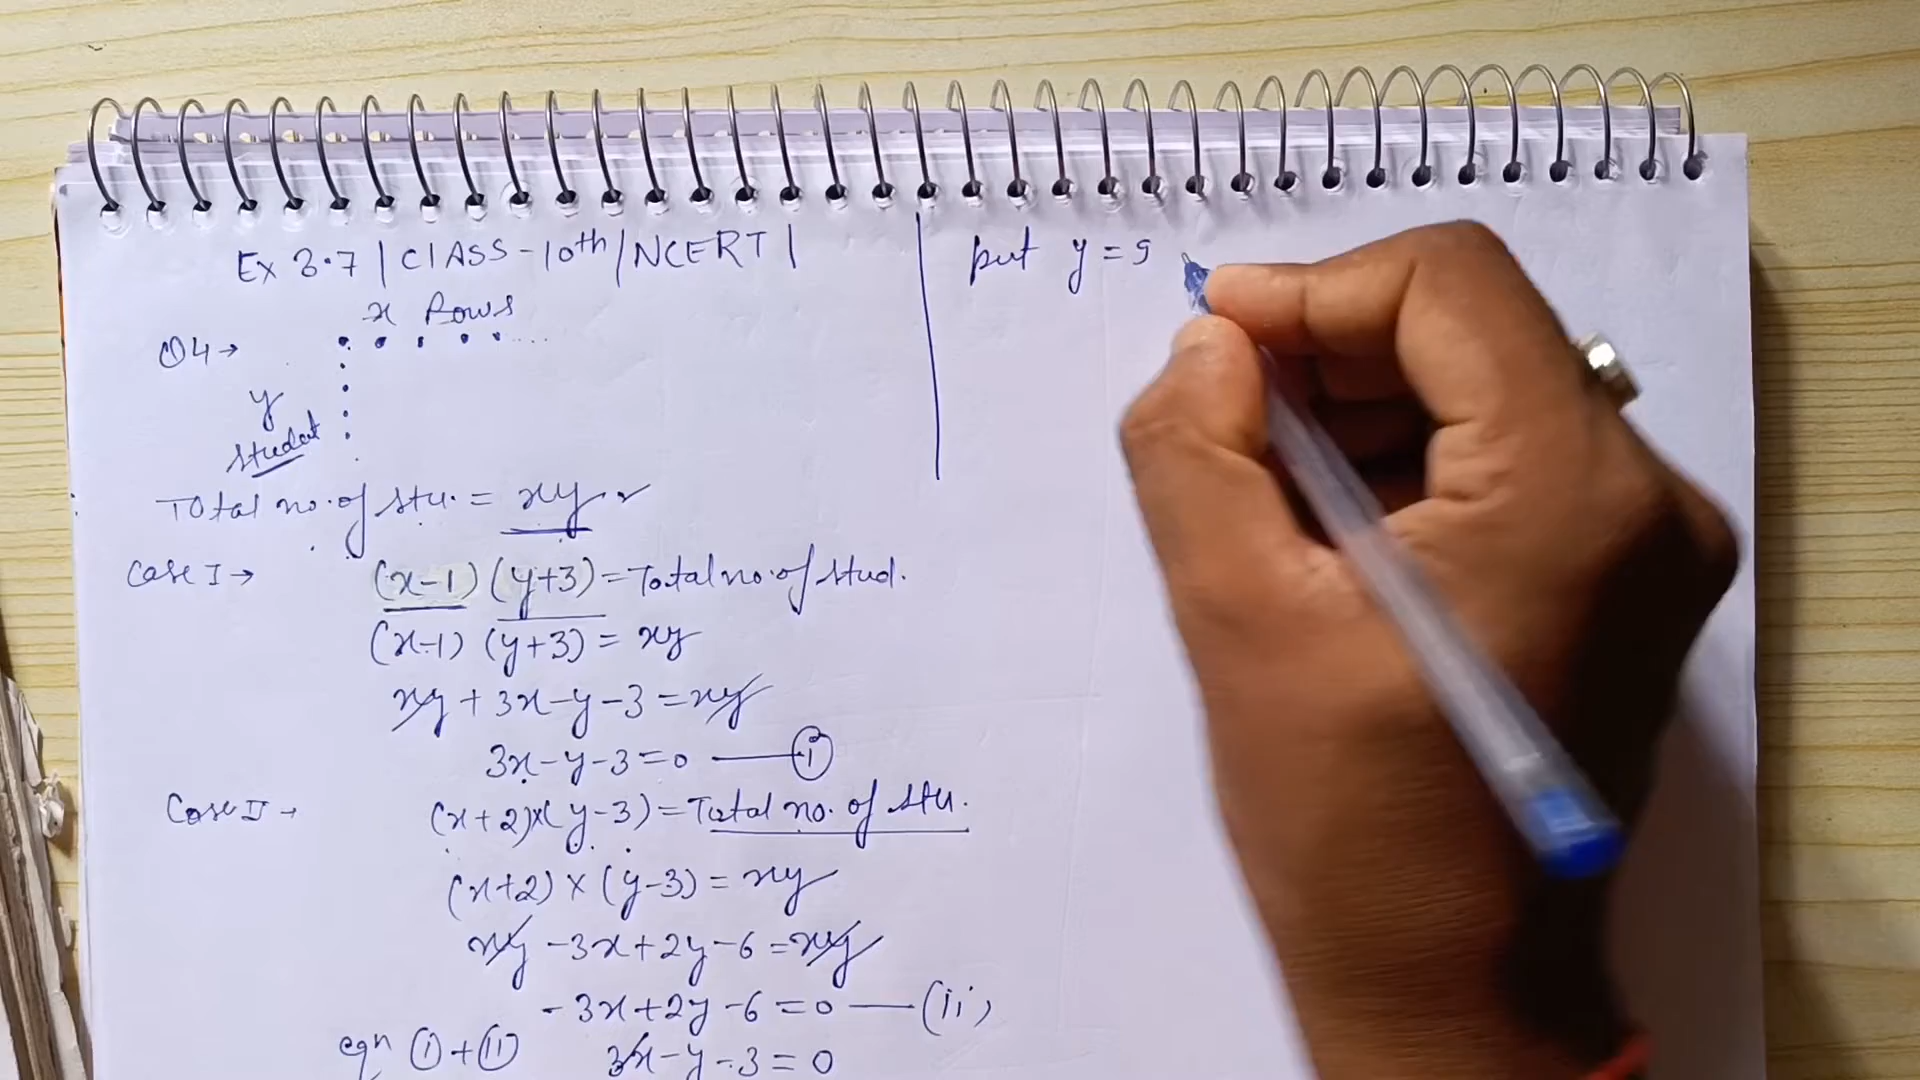 Ex 3.7 | CLASS-10th/NCERT |
x Rows
Q4→
y
student
Total no. of stu. = xy
Case I →
(x-1) (y+3) = Total no. of stud.
(x-1) (y+3) = xy
xy + 3x - y - 3 = xy
3x - y - 3 = 0 — (i)
Case II →
(x+2)×(y-3) = Total no. of stu.
(x+2) × (y-3) = xy
xy - 3x + 2y - 6 = xy
- 3x + 2y - 6 = 0 — (ii)
eqn (i) + (ii) 3x - y - 3 = 0
put y = 9